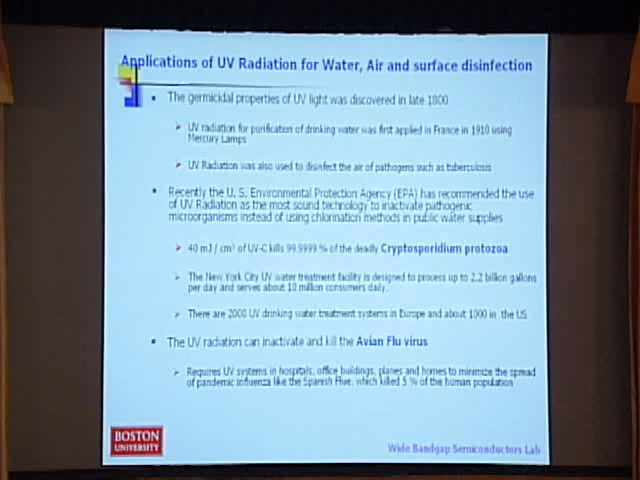 Applications of UV Radiation for Water, Air and surface disinfection
The germicidal properties of UV light was discovered in late 1800
UV radiation for purification of drinking water was first applied in France in 1910 using
Mercury Lamps
UV Radiation was also used to disinfect the air of pathogens such as tuberculosis
Recently the U. S. Environmental Protection Agency (EPA) has recommended the use
of UV Radiation as the most sound technology to inactivate pathogenic
microorganisms instead of using chlorination methods in public water supplies
40 mJ / cm² of UV-C kills 99.9999 % of the deadly Cryptosporidium protozoa
The New York City UV water treatment facility is designed to process up to 2.2 billion gallons
per day and serves about 10 million consumers daily.
There are 2000 UV drinking water treatment systems in Europe and about 1000 in the US
The UV radiation can inactivate and kill the Avian Flu virus
Requires UV systems in hospitals, office buildings, planes and homes to minimize the spread
of pandemic influenza like the Spanish Flue, which killed 5 % of the human population
BOSTON
UNIVERSITY
Wide Bandgap Semiconductors Lab